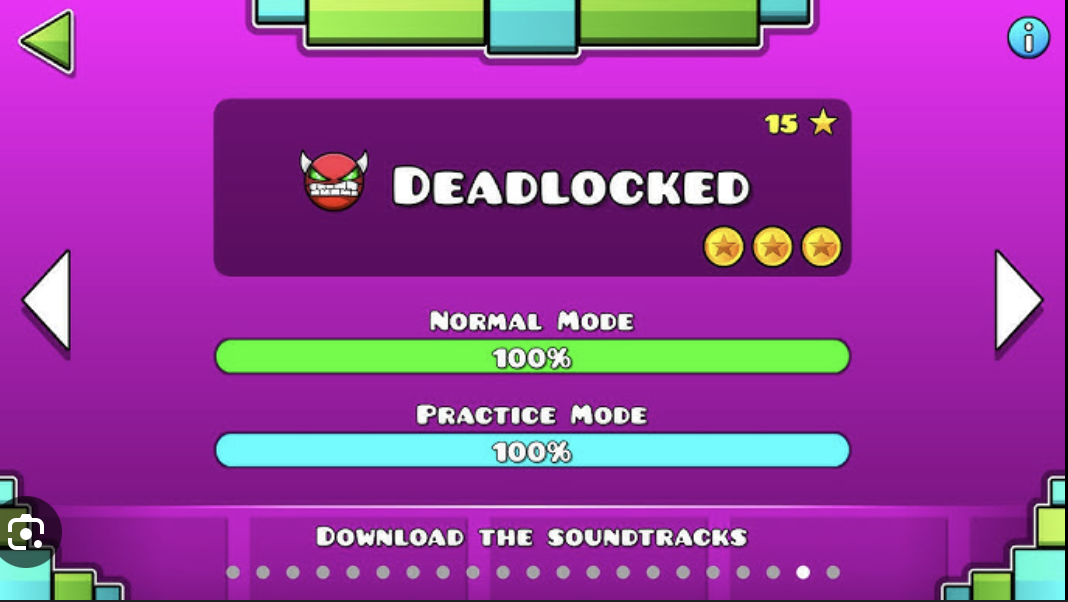 15
DEADLOCKED
NORMAL MODE
100%
PRACTICE MODE
100%
DOWNLOAD THE SOUNDTRACKS